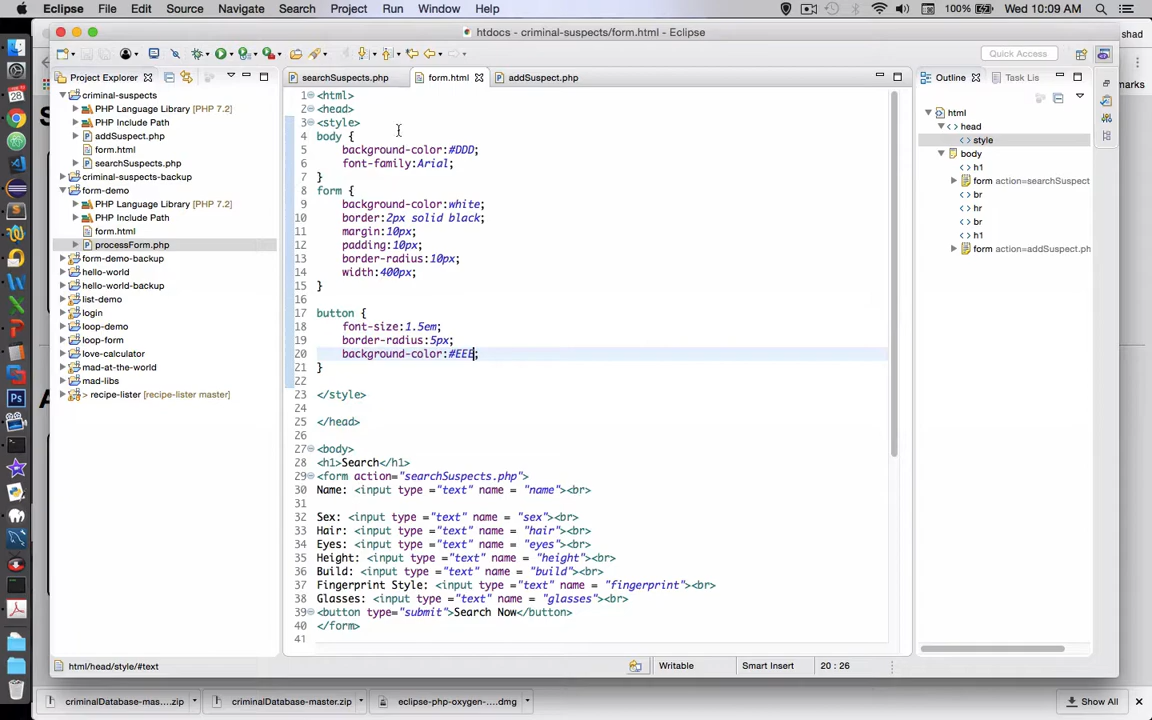 Eclipse File Edit Source Navigate Search Project Run Window Help 100% Wed 10:09 AM
htdocs - criminal-suspects/form.html - Eclipse
shad
Quick Access
Project Explorer
searchSuspects.php form.html addSuspect.php
Outline Task Lis
marks
criminal-suspects
PHP Language Library [PHP 7.2]
PHP Include Path
addSuspect.php
form.html
searchSuspects.php
criminal-suspects-backup
form-demo
PHP Language Library [PHP 7.2]
PHP Include Path
form.html
processForm.php
form-demo-backup
hello-world
hello-world-backup
list-demo
login
loop-demo
loop-form
love-calculator
mad-at-the-world
mad-libs
> recipe-lister [recipe-lister master]
1 <html>
2 <head>
3 <style>
4 body {
5 background-color:#DDD;
6 font-family:Arial;
7 }
8 form {
9 background-color:white;
10 border:2px solid black;
11 margin:10px;
12 padding:10px;
13 border-radius:10px;
14 width:400px;
15 }
16
17 button {
18 font-size:1.5em;
19 border-radius:5px;
20 background-color:#EEE;
21 }
22
23 </style>
24
25 </head>
26
27 <body>
28 <h1>Search</h1>
29 <form action="searchSuspects.php">
30 Name: <input type ="text" name = "name"><br>
31
32 Sex: <input type ="text" name = "sex"><br>
33 Hair: <input type ="text" name = "hair"><br>
34 Eyes: <input type ="text" name = "eyes"><br>
35 Height: <input type ="text" name = "height"><br>
36 Build: <input type ="text" name = "build"><br>
37 Fingerprint Style: <input type ="text" name = "fingerprint"><br>
38 Glasses: <input type ="text" name = "glasses"><br>
39 <button type="submit">Search Now</button>
40 </form>
41
html
head
style
body
h1
form action=searchSuspect
br
hr
br
h1
form action=addSuspect.ph
html/head/style/#text
Writable Smart Insert 20 : 26
criminalDatabase-mas....zip criminalDatabase-master.zip eclipse-php-oxygen-....dmg Show All